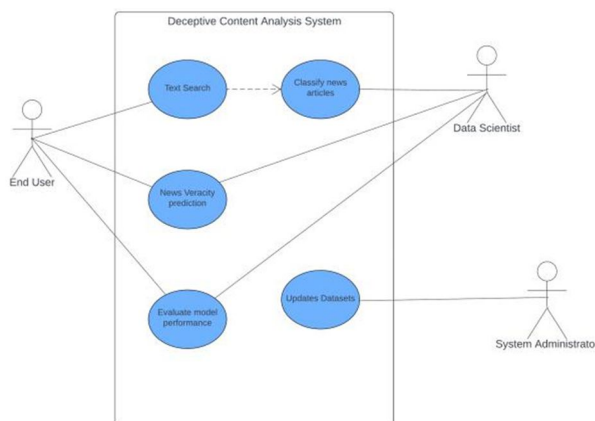 Deceptive Content Analysis System
Text Search
Classify news
articles
Data Scientist
End User
News Veracity
prediction
Evaluate model
performance
Updates Datasets
System Administrato